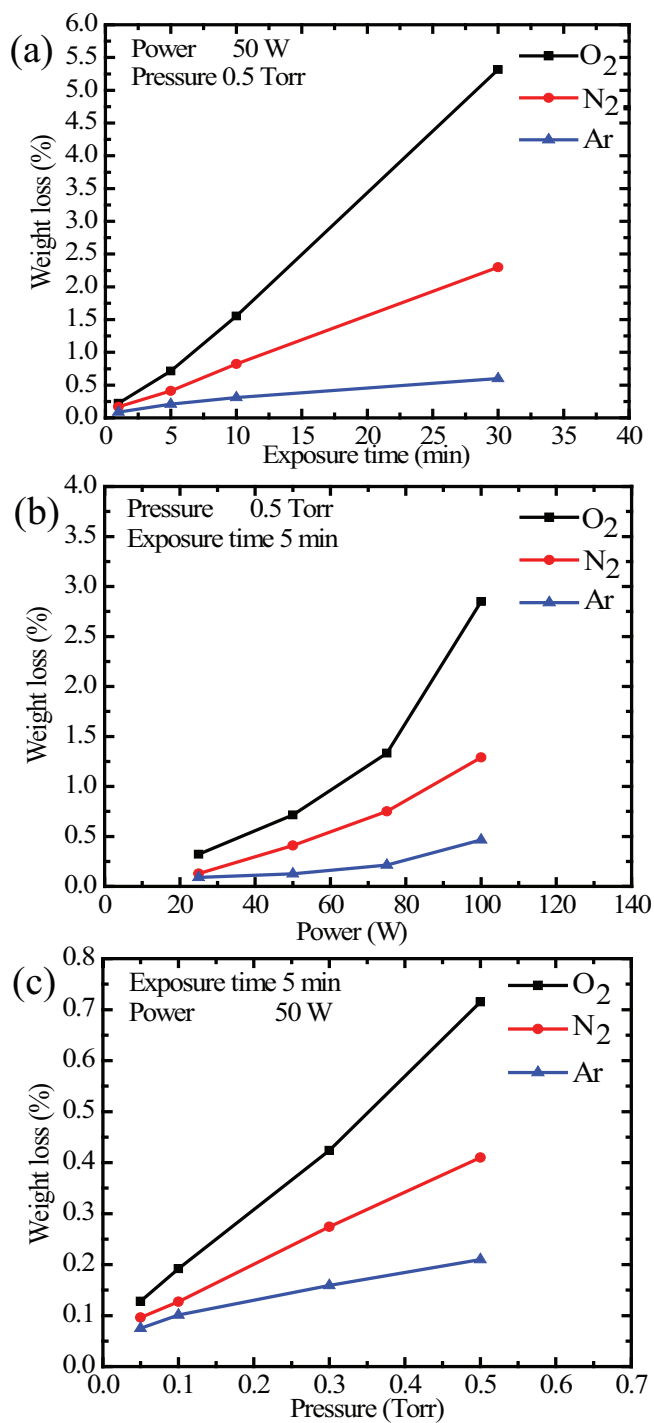 (a)
Power 50 W
Pressure 0.5 Torr
O2
N2
Ar
6.0
5.5
5.0
4.5
4.0
3.5
3.0
2.5
2.0
1.5
1.0
0.5
0.0
Weight loss (%)
0 5 10 15 20 25 30 35 40
Exposure time (min)
(b)
Pressure 0.5 Torr
Exposure time 5 min
O2
N2
Ar
4.0
3.5
3.0
2.5
2.0
1.5
1.0
0.5
0.0
Weight loss (%)
0 20 40 60 80 100 120 140
Power (W)
(c)
Exposure time 5 min
Power 50 W
O2
N2
Ar
0.8
0.7
0.6
0.5
0.4
0.3
0.2
0.1
0.0
Weight loss (%)
0.0 0.1 0.2 0.3 0.4 0.5 0.6 0.7
Pressure (Torr)